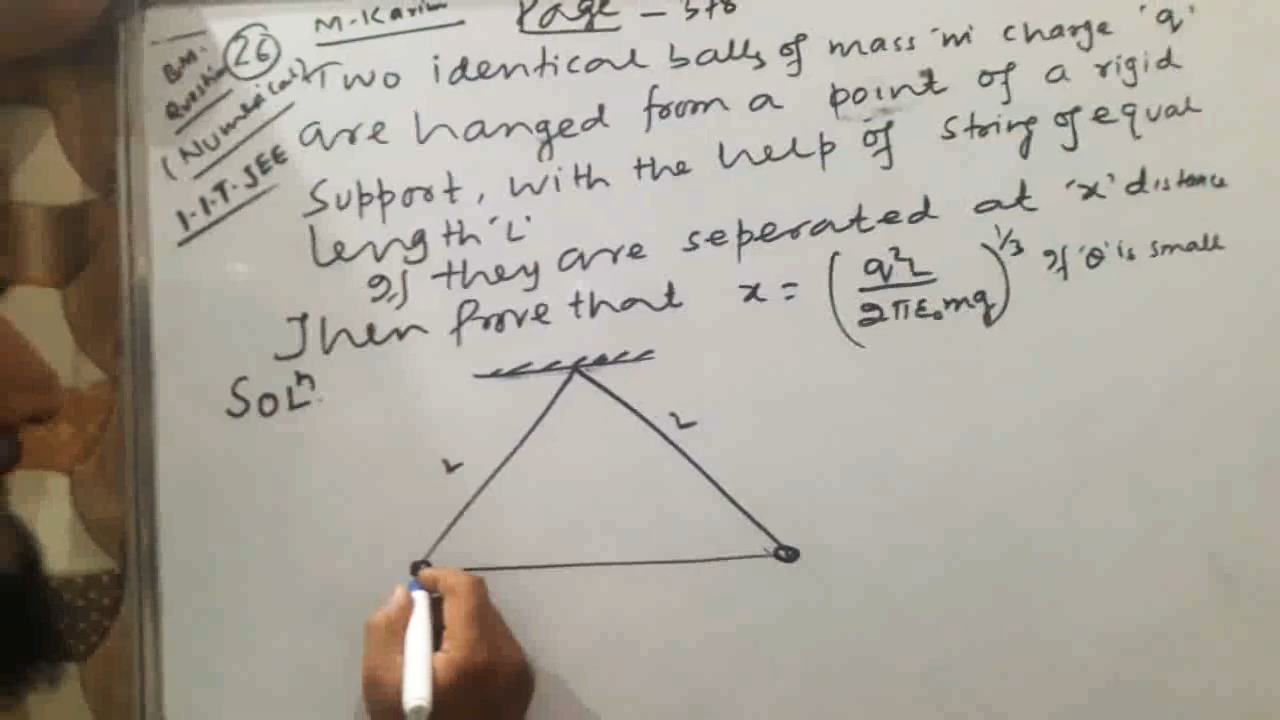 M. Karim Page - 578
B.M. Question
(Numerical)
I.I.T. JEE
(26)
Two identical balls of mass 'm' charge 'q'
are hanged from a point of a rigid
support, with the help of string of equal
length 'L'
If they are seperated at 'x' distance
Then prove that x = (q²L / 2πε₀mg)^1/3 If 'θ' is small
Solⁿ.
L
L